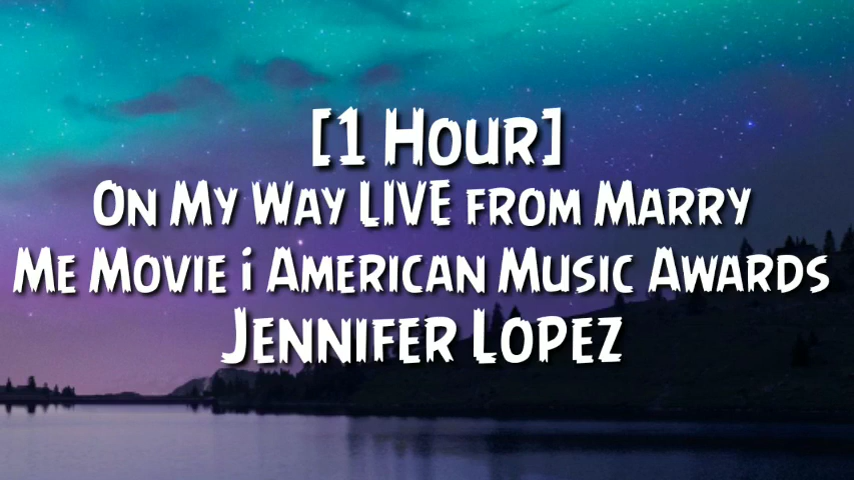 [1 Hour]
On My Way LIVE from Marry
Me Movie i American Music Awards
Jennifer Lopez